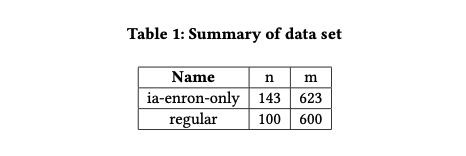 Table 1: Summary of data set
Name n m
ia-enron-only 143 623
regular 100 600